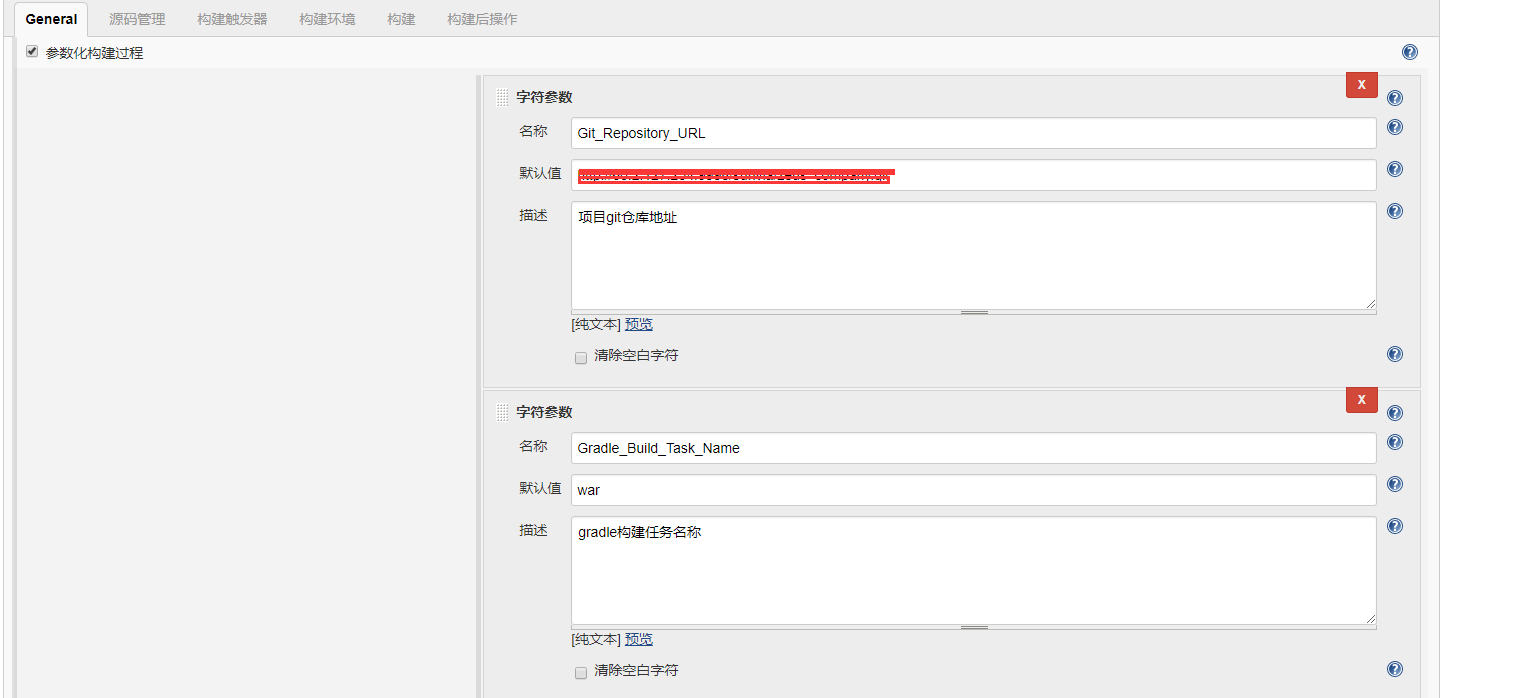 General 源码管理 构建触发器 构建环境 构建 构建后操作
参数化构建过程
字符参数 X
名称 Git_Repository_URL
默认值
描述 项目git仓库地址
[纯文本] 预览
清除空白字符
字符参数 X
名称 Gradle_Build_Task_Name
默认值 war
描述 gradle构建任务名称
[纯文本] 预览
清除空白字符